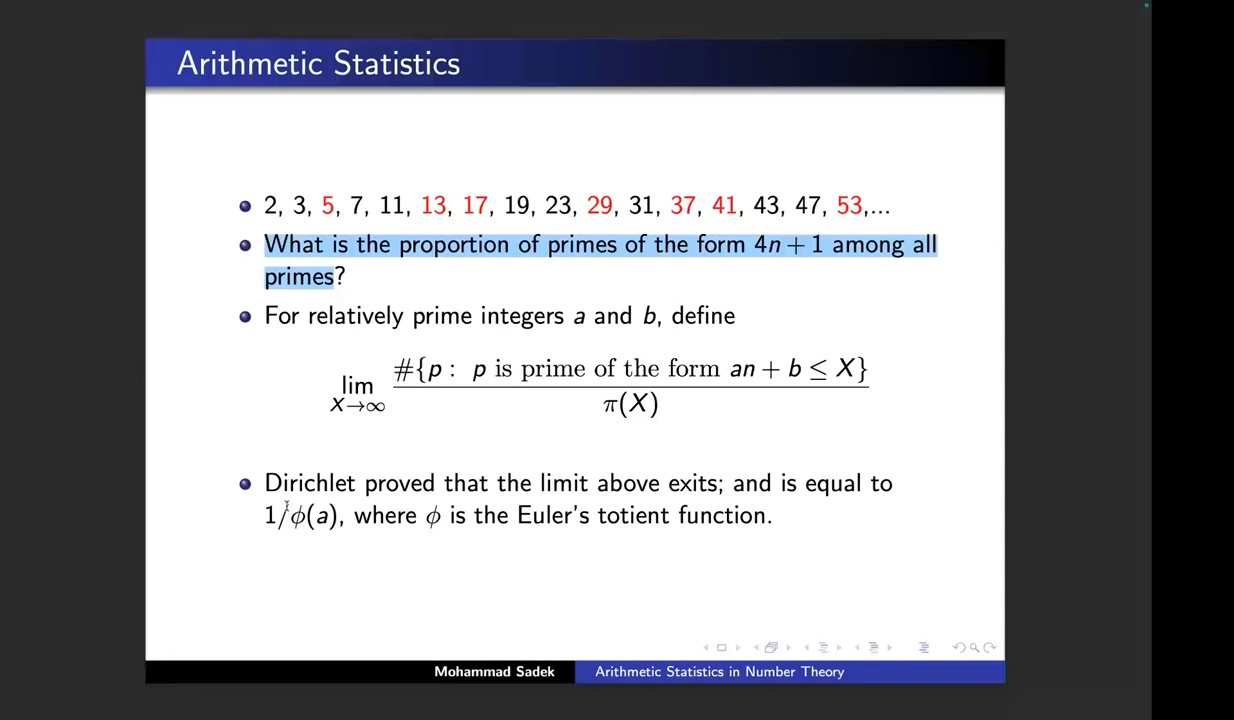 Arithmetic Statistics
2, 3, 5, 7, 11, 13, 17, 19, 23, 29, 31, 37, 41, 43, 47, 53,...
What is the proportion of primes of the form 4n + 1 among all
primes?
For relatively prime integers a and b, define
lim X→∞ #{p : p is prime of the form an + b ≤ X} / π(X)
Dirichlet proved that the limit above exits; and is equal to
1/ϕ(a), where ϕ is the Euler's totient function.
Mohammad Sadek Arithmetic Statistics in Number Theory